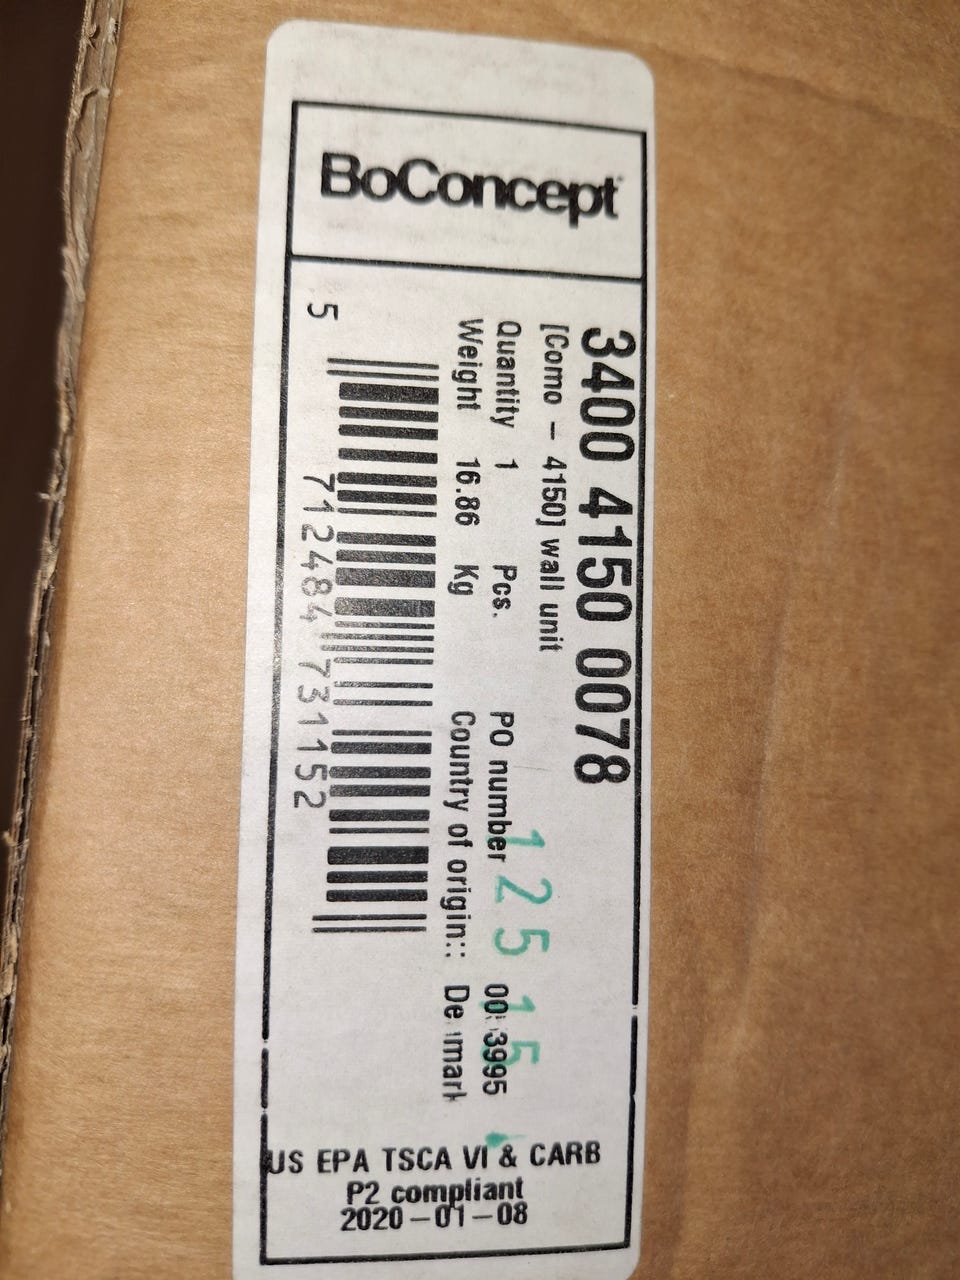 BoConcept
3400 4150 0078
[Como - 4150] wall unit
Quantity 1 Pcs. PO number
Weight 16.86 Kg Country of origin::
5 712484 731152
125 15
US EPA TSCA VI & CARB
P2 compliant
2020-01-08